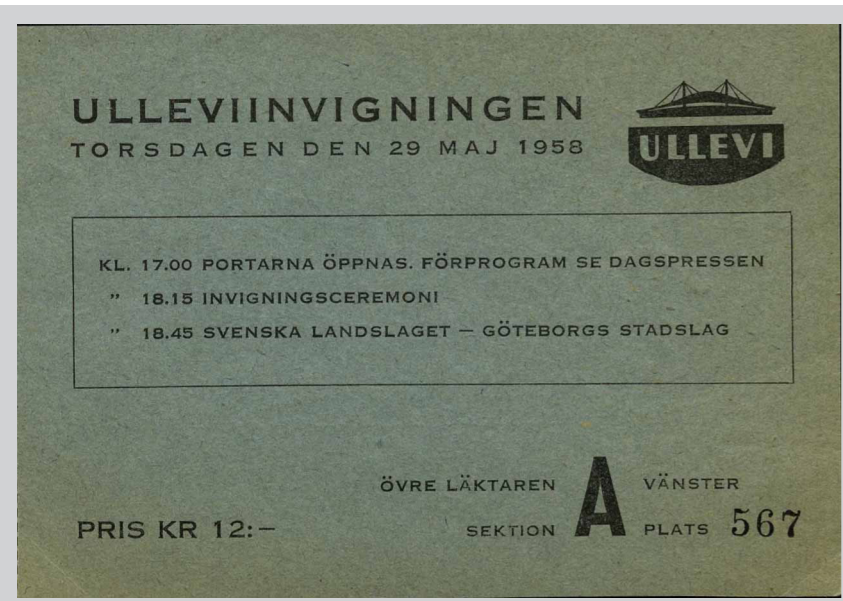 ULLEVIINVIGNINGEN
TORSDAGEN DEN 29 MAJ 1958
ULLEVI
KL. 17.00 PORTARNA ÖPPNAS. FÖRPROGRAM SE DAGSPRESSEN
" 18.15 INVIGNINGSCEREMONI
" 18.45 SVENSKA LANDSLAGET — GÖTEBORGS STADSLAG
ÖVRE LÄKTAREN A VÄNSTER
PRIS KR 12:— SEKTION PLATS 567